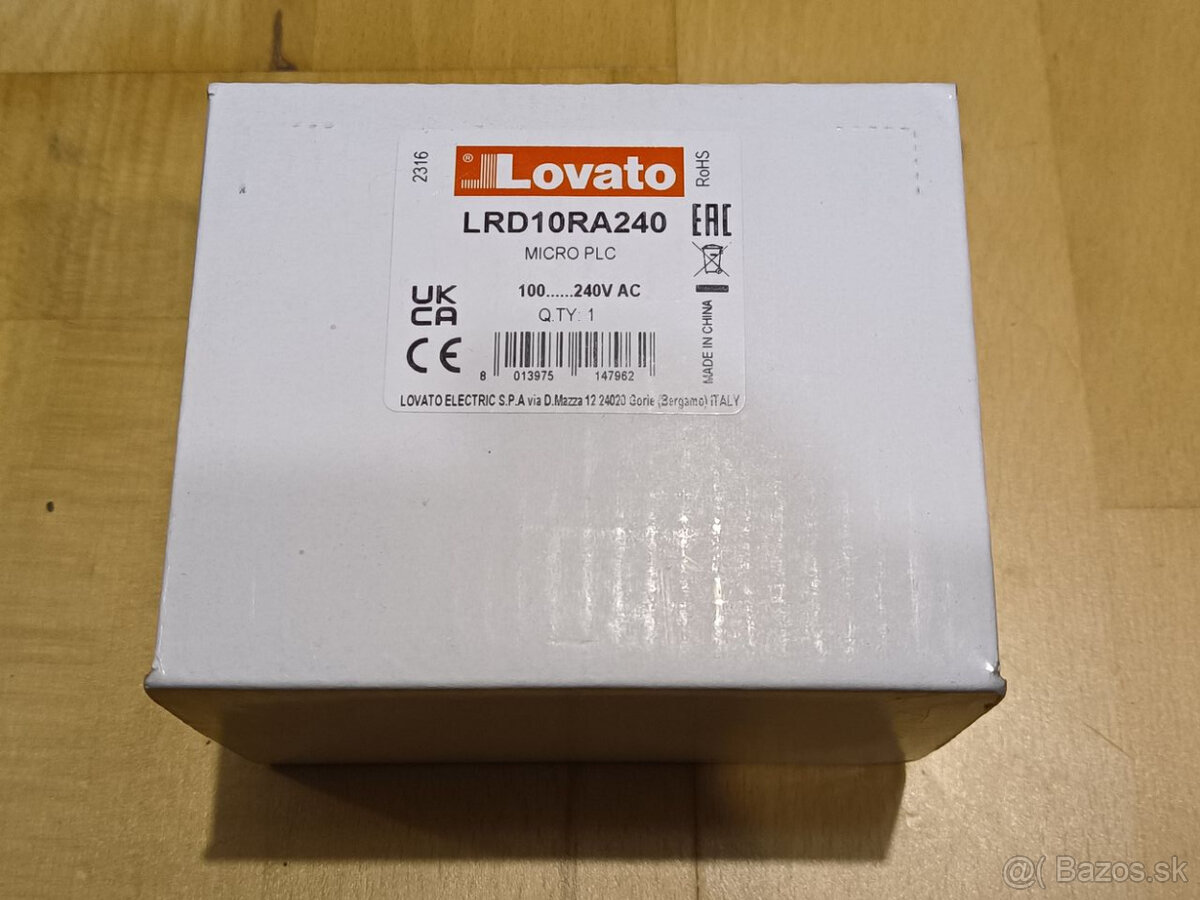 2316
® Lovato
RoHS
LRD10RA240
EAC
MICRO PLC
100......240V AC
UK
CA
Q.TY: 1
CE
8 013975 147962
MADE IN CHINA
LOVATO ELECTRIC S.P.A via D.Mazza 12 24020 Gorle (Bergamo) ITALY
@( Bazos.sk